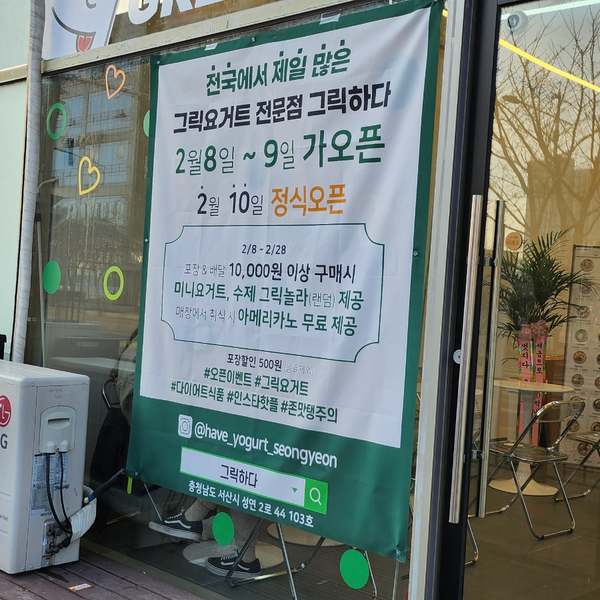 전국에서 제일 많은
그릭요거트 전문점 그릭하다
2월8일 ~ 9일 가오픈
2월 10일 정식오픈
2/8 - 2/28
포장 & 배달 10,000원 이상 구매시
미니요거트, 수제 그릭놀라(랜덤) 제공
매장에서 취식 시 아메리카노 무료 제공
포장할인 500원
#오픈이벤트 #그릭요거트
#다이어트식품 #인스타핫플 #존맛탱주의
@have_yogurt_seongyeon
그릭하다
충청남도 서산시 성연 2로 44 103호
LG